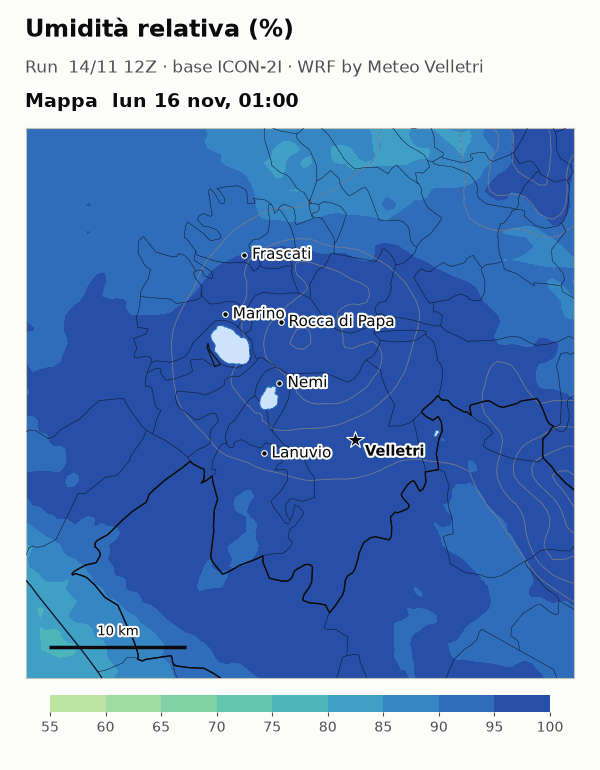 Umidità relativa (%)
Run  14/11 12Z · base ICON-2I · WRF by Meteo Velletri
Mappa  lun 16 nov, 01:00
Frascati
Marino
Rocca di Papa
Nemi
Velletri
Lanuvio
10 km
55 60 65 70 75 80 85 90 95 100